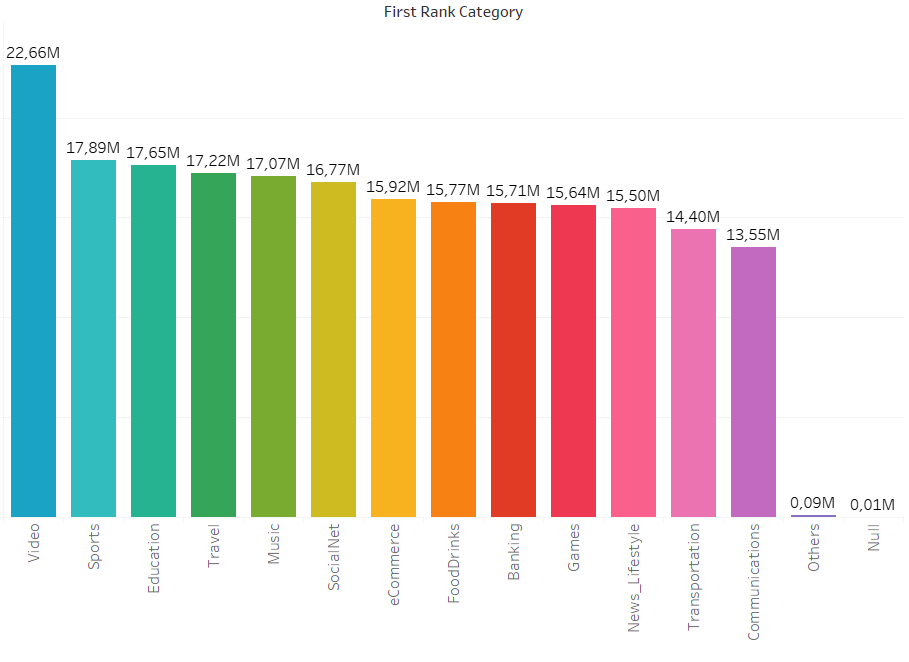 First Rank Category
22,66M
17,89M
17,65M
17,22M
17,07M
16,77M
15,92M
15,77M
15,71M
15,64M
15,50M
14,40M
13,55M
0,09M
0,01M
Video
Sports
Education
Travel
Music
SocialNet
eCommerce
FoodDrinks
Banking
Games
News_Lifestyle
Transportation
Communications
Others
Null